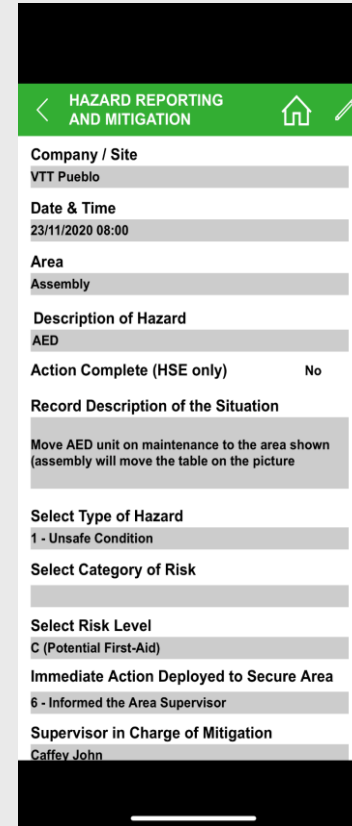 HAZARD REPORTING
AND MITIGATION
Company / Site
VTT Pueblo
Date & Time
23/11/2020 08:00
Area
Assembly
Description of Hazard
AED
Action Complete (HSE only) No
Record Description of the Situation
Move AED unit on maintenance to the area shown
(assembly will move the table on the picture
Select Type of Hazard
1 - Unsafe Condition
Select Category of Risk
Select Risk Level
C (Potential First-Aid)
Immediate Action Deployed to Secure Area
6 - Informed the Area Supervisor
Supervisor in Charge of Mitigation
Caffey John